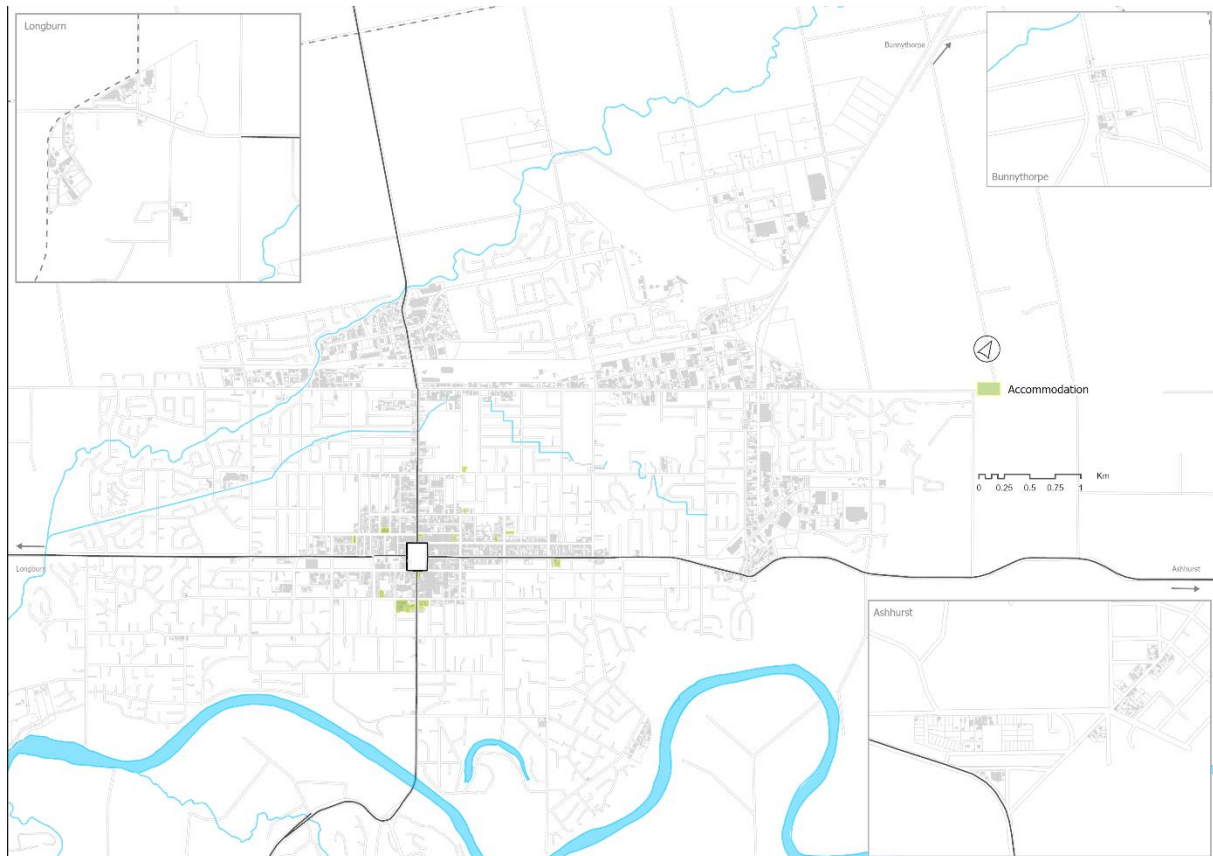 Longburn
Bunnythorpe
Bunnythorpe
Accommodation
Km
0 0.25 0.5 0.75 1
Longburn
Ashhurst
Ashhurst